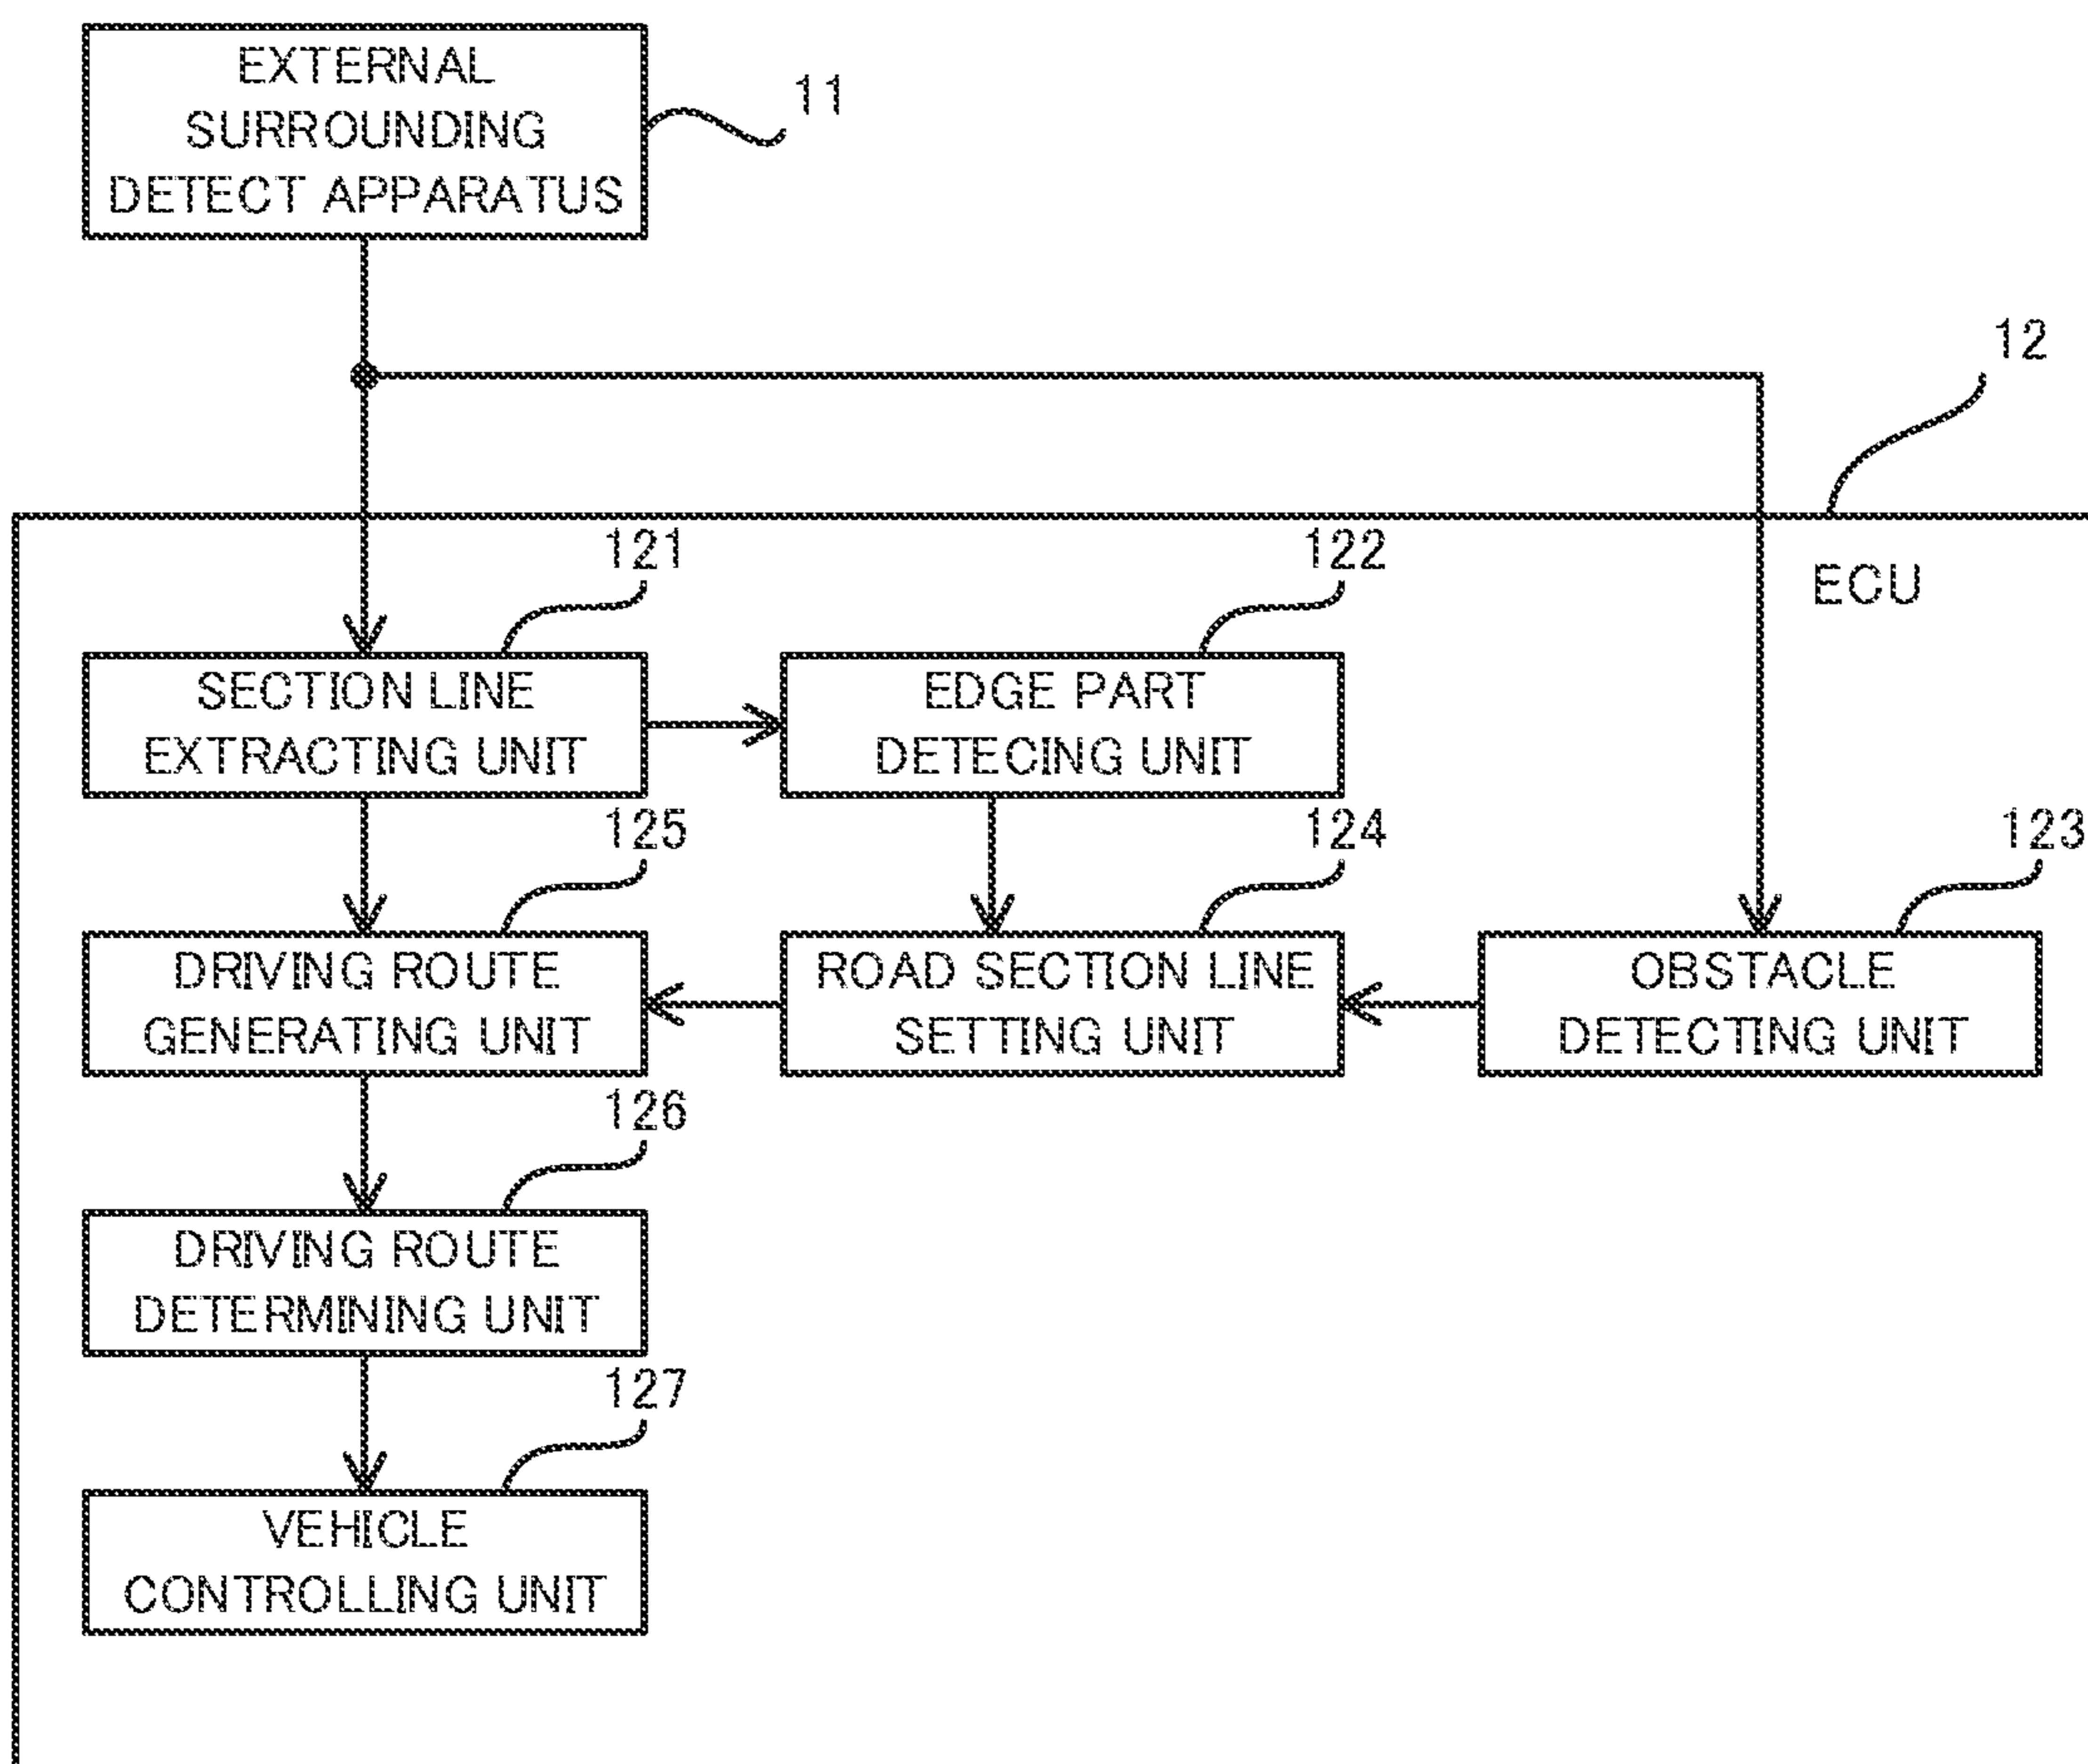 EXTERNAL
SURROUNDING
DETECT APPARATUS
11
12
ECU
121
SECTION LINE
EXTRACTING UNIT
122
EDGE PART
DETECING UNIT
125
DRIVING ROUTE
GENERATING UNIT
124
ROAD SECTION LINE
SETTING UNIT
123
OBSTACLE
DETECTING UNIT
126
DRIVING ROUTE
DETERMINING UNIT
127
VEHICLE
CONTROLLING UNIT